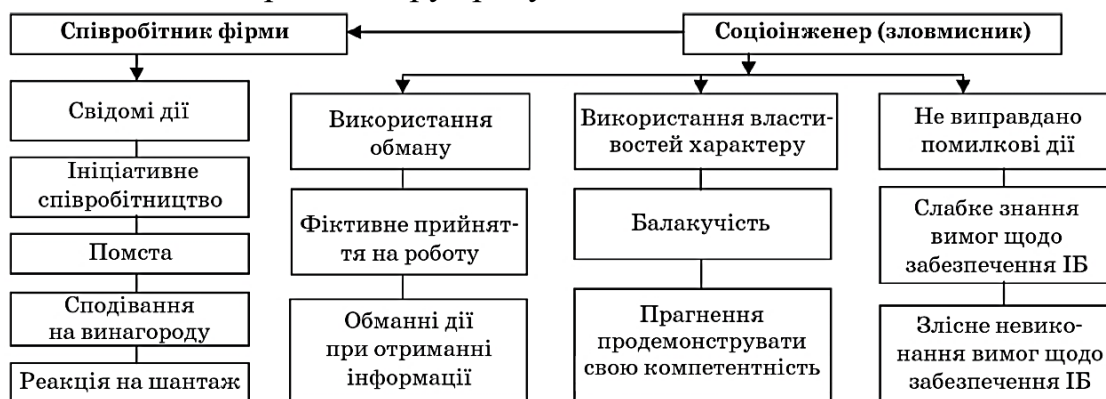 Співробітник фірми
Соціоінженер (зловмисник)
Свідомі дії
Ініціативне
співробітництво
Помста
Сподівання
на винагороду
Реакція на шантаж
Використання
обману
Фіктивне прийнят-
тя на роботу
Обманні дії
при отриманні
інформації
Використання власти-
востей характеру
Балакучість
Прагнення
продемонструвати
свою компетентність
Не виправдано
помилкові дії
Слабке знання
вимог щодо
забезпечення ІБ
Злісне невико-
нання вимог щодо
забезпечення ІБ